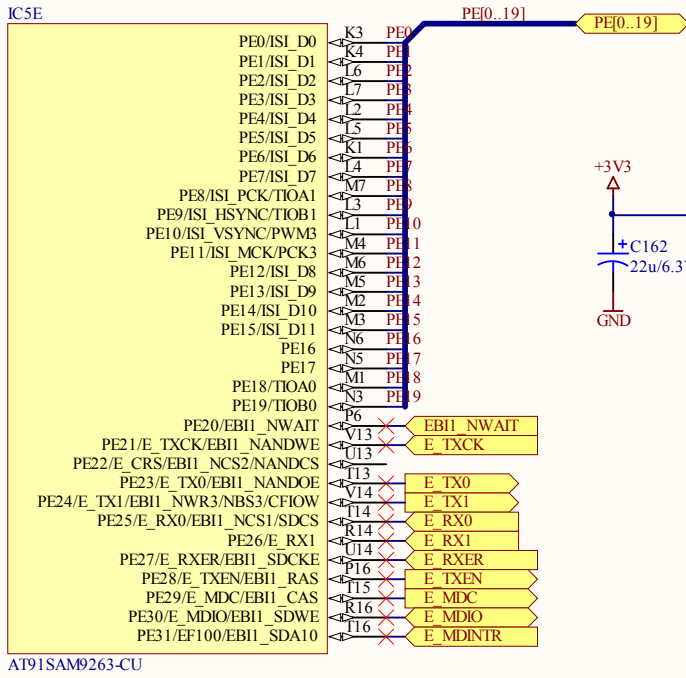 IC5E
PE[0..19]
PE[0..19]
PE0/ISI_D0 K3 PE0
PE1/ISI_D1 K4 PE1
PE2/ISI_D2 L6 PE2
PE3/ISI_D3 L7 PE3
PE4/ISI_D4 L2 PE4
PE5/ISI_D5 L5 PE5
PE6/ISI_D6 K1 PE6
PE7/ISI_D7 L4 PE7
PE8/ISI_PCK/TIOA1 M7 PE8
PE9/ISI_HSYNC/TIOB1 L3 PE9
PE10/ISI_VSYNC/PWM3 L1 PE10
PE11/ISI_MCK/PCK3 M4 PE11
PE12/ISI_D8 M6 PE12
PE13/ISI_D9 M5 PE13
PE14/ISI_D10 M2 PE14
PE15/ISI_D11 M3 PE15
PE16 N6 PE16
PE17 N5 PE17
PE18/TIOA0 M1 PE18
PE19/TIOB0 N3 PE19
PE20/EBI1_NWAIT P6 EBI1_NWAIT
PE21/E_TXCK/EBI1_NANDWE V13 E_TXCK
PE22/E_CRS/EBI1_NCS2/NANDCS U13
PE23/E_TX0/EBI1_NANDOE T13 E_TX0
PE24/E_TX1/EBI1_NWR3/NBS3/CFIOW V14 E_TX1
PE25/E_RX0/EBI1_NCS1/SDCS T14 E_RX0
PE26/E_RX1 R14 E_RX1
PE27/E_RXER/EBI1_SDCKE U14 E_RXER
PE28/E_TXEN/EBI1_RAS P16 E_TXEN
PE29/E_MDC/EBI1_CAS T15 E_MDC
PE30/E_MDIO/EBI1_SDWE R16 E_MDIO
PE31/EF100/EBI1_SDA10 T16 E_MDINTR
AT91SAM9263-CU
+3V3
+
C162
22u/6.3
GND